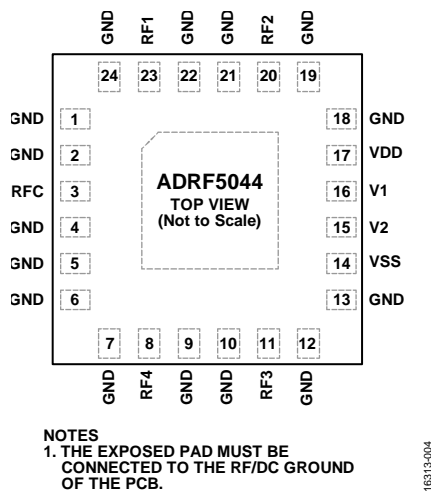 GND
RF1
GND
GND
RF2
GND
24
23
22
21
20
19
GND 1
GND 2
RFC 3
GND 4
GND 5
GND 6
ADRF5044
TOP VIEW
(Not to Scale)
18 GND
17 VDD
16 V1
15 V2
14 VSS
13 GND
7
8
9
10
11
12
GND
RF4
GND
GND
RF3
GND
NOTES
1. THE EXPOSED PAD MUST BE
CONNECTED TO THE RF/DC GROUND
OF THE PCB.
16313-004